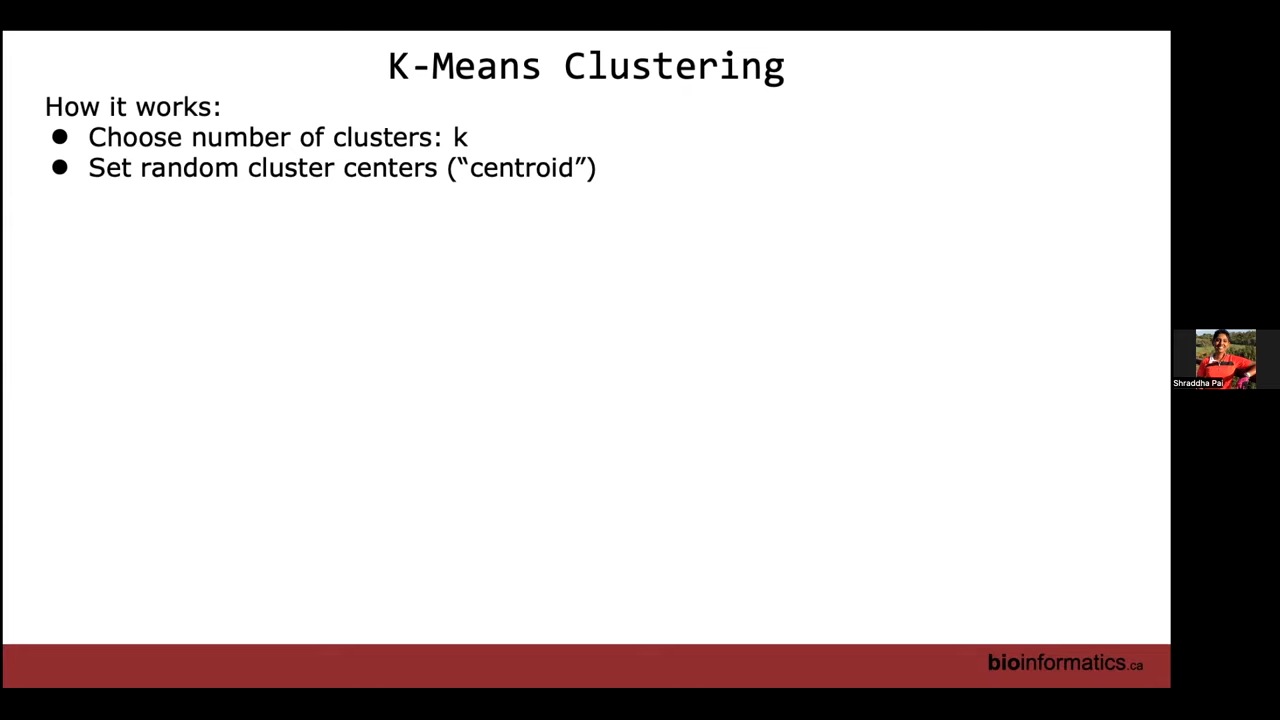 K-Means Clustering
How it works:
● Choose number of clusters: k
● Set random cluster centers (“centroid”)
Shraddha Pai
bioinformatics.ca